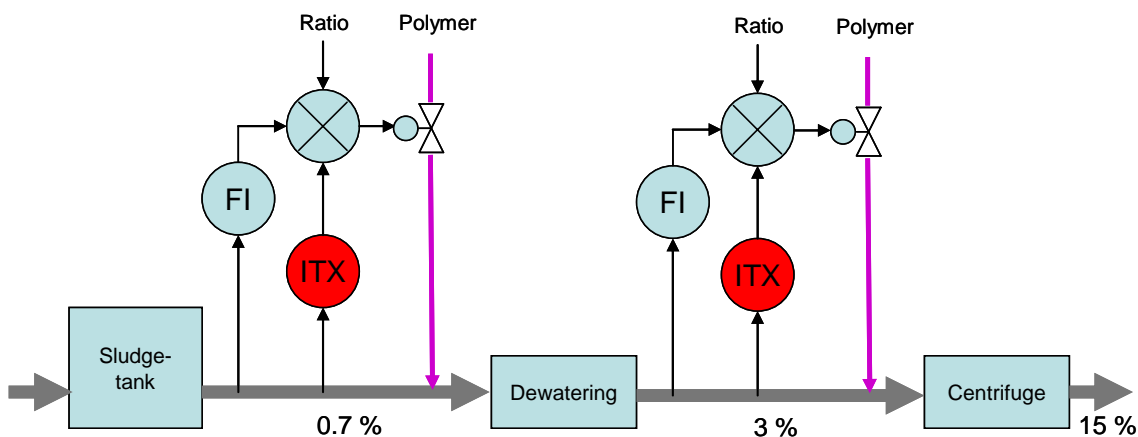 Ratio
Polymer
Ratio
Polymer
FI
FI
ITX
ITX
Sludge-
tank
Dewatering
Centrifuge
0.7 %
3 %
15 %